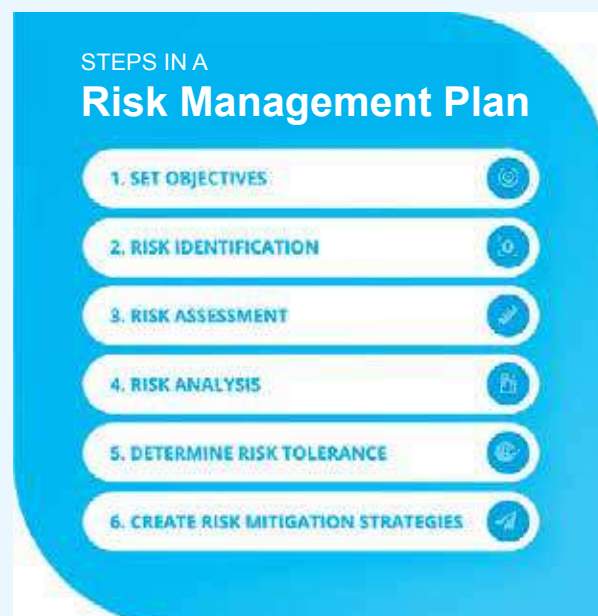 STEPS IN A
Risk Management Plan
1. SET OBJECTIVES
2. RISK IDENTIFICATION
3. RISK ASSESSMENT
4. RISK ANALYSIS
5. DETERMINE RISK TOLERANCE
6. CREATE RISK MITIGATION STRATEGIES